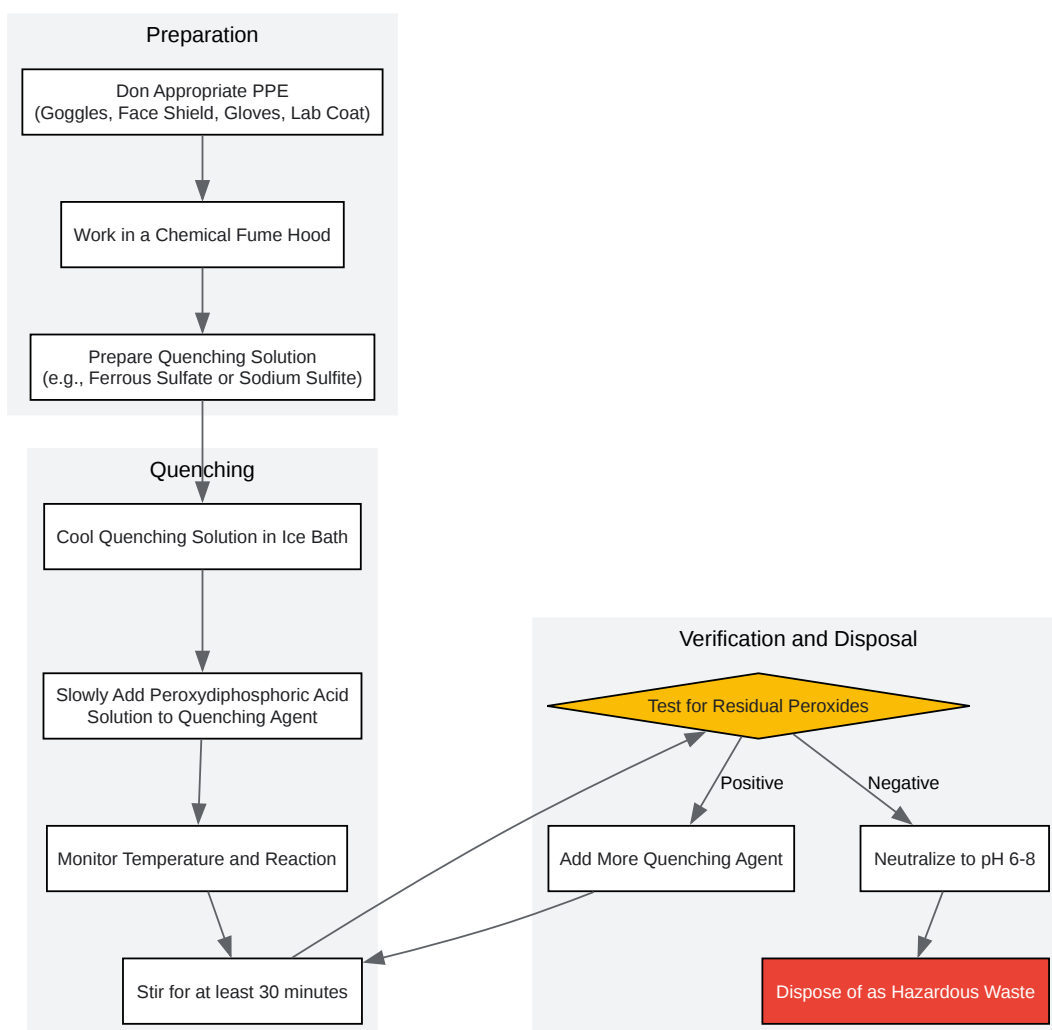 Preparation
Don Appropriate PPE
(Goggles, Face Shield, Gloves, Lab Coat)
Work in a Chemical Fume Hood
Prepare Quenching Solution
(e.g., Ferrous Sulfate or Sodium Sulfite)
Quenching
Cool Quenching Solution in Ice Bath
Slowly Add Peroxydiphosphoric Acid
Solution to Quenching Agent
Monitor Temperature and Reaction
Stir for at least 30 minutes
Verification and Disposal
Test for Residual Peroxides
Positive
Negative
Add More Quenching Agent
Neutralize to pH 6-8
Dispose of as Hazardous Waste